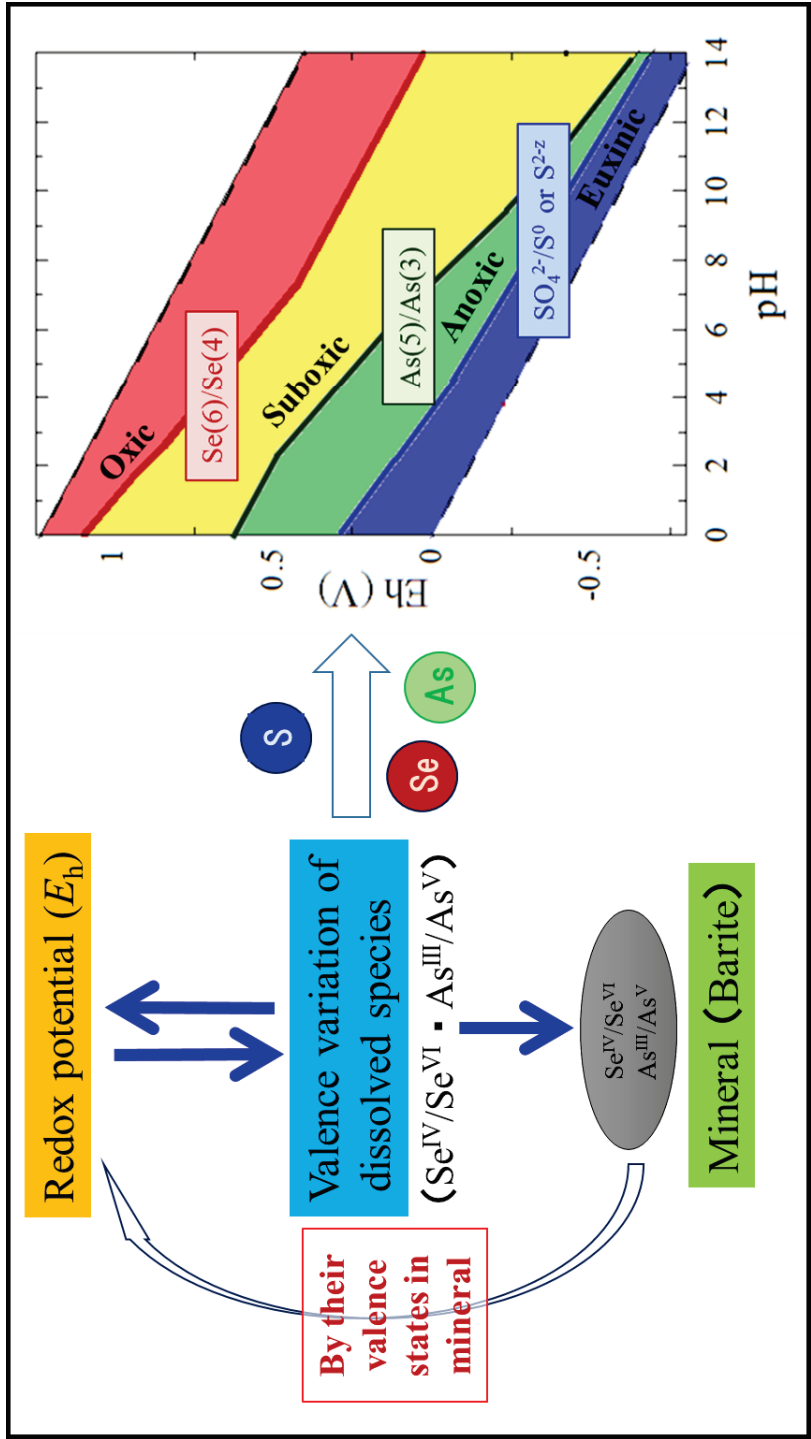 Redox potential (Eh)
Valence variation of
dissolved species
(SeIV/SeVI ・ AsIII/AsV)
By their
valence
states in
mineral
SeIV/SeVI
AsIII/AsV
Mineral (Barite)
S
Se
As
Eh (V)
1
0.5
0
-0.5
Oxic
Se(6)/Se(4)
Suboxic
As(5)/As(3)
Anoxic
SO₄²⁻/S⁰ or S²⁻ᶻ
Euxinic
0 2 4 6 8 10 12 14
pH